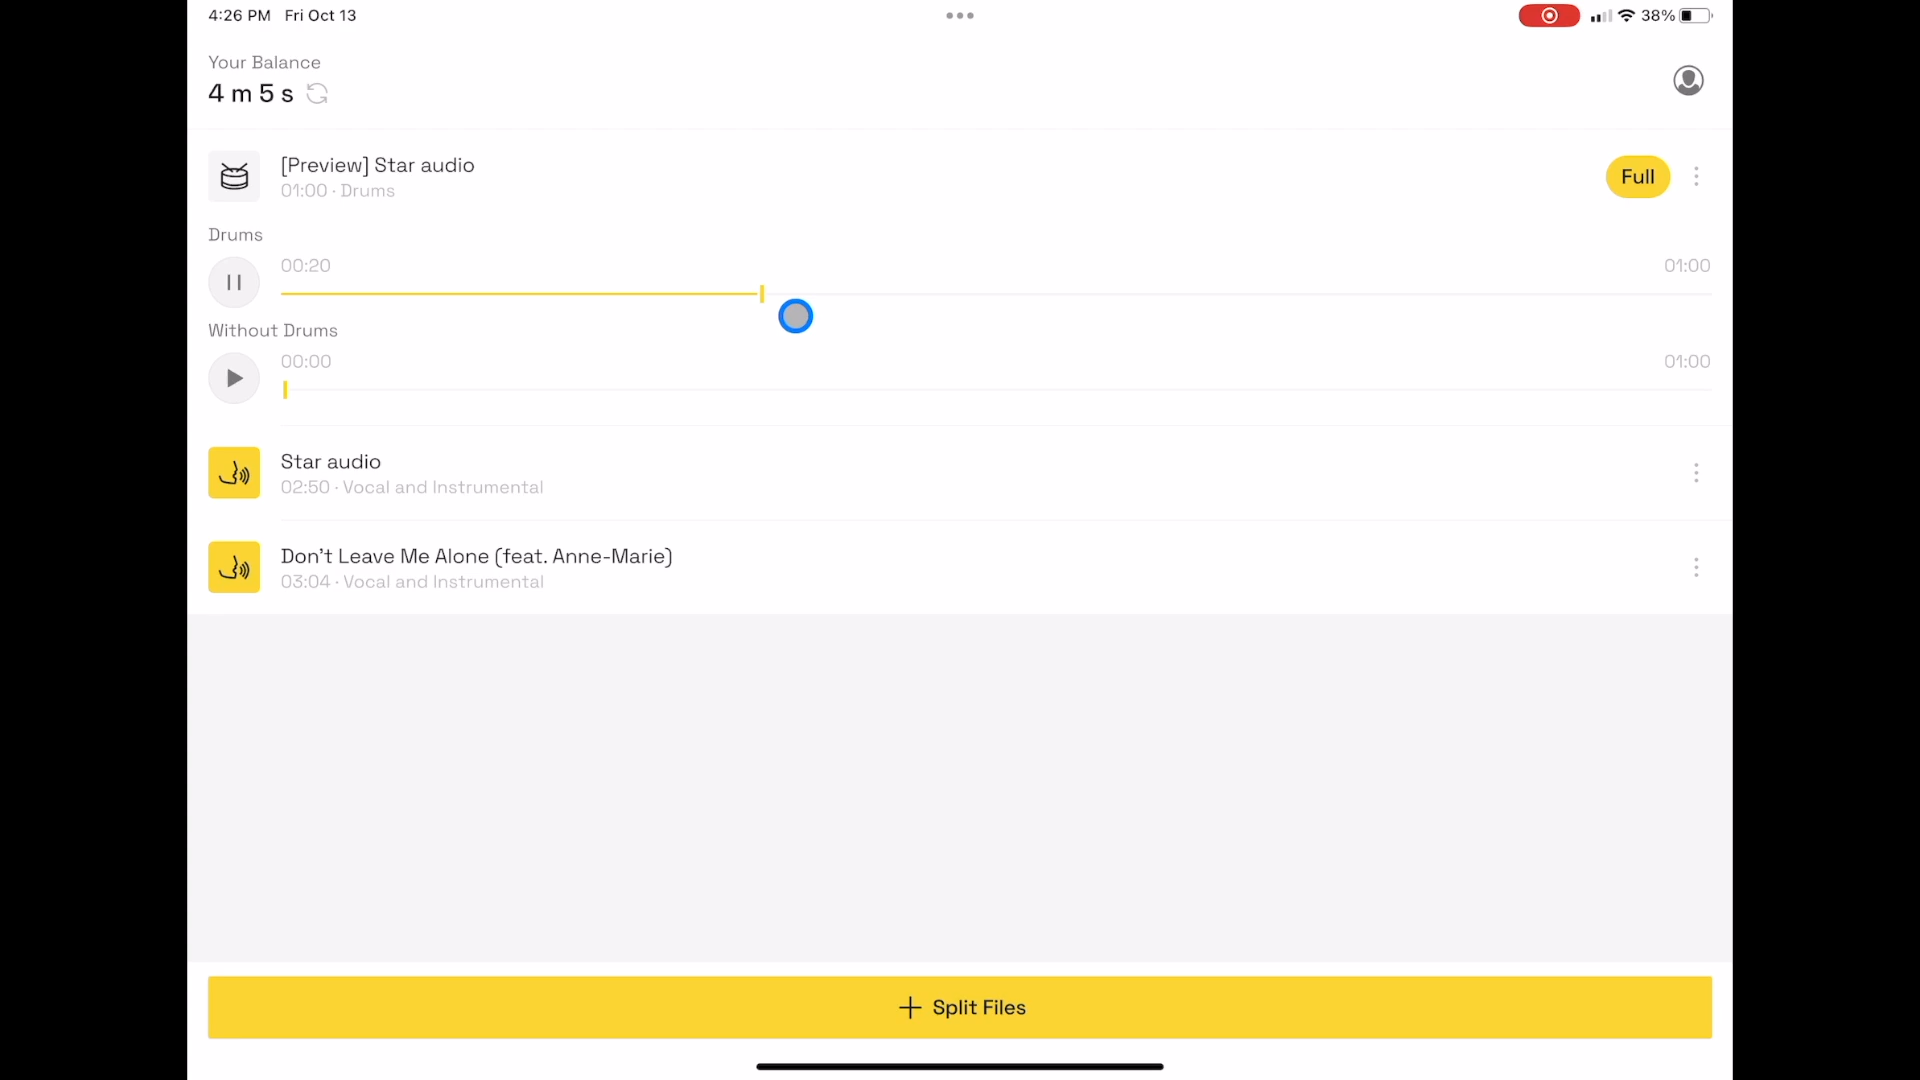 4:26 PM Fri Oct 13
38%
Your Balance
4 m 5 s
[Preview] Star audio
01:00 · Drums
Full
Drums
00:20
01:00
Without Drums
00:00
01:00
Star audio
02:50 · Vocal and Instrumental
Don’t Leave Me Alone (feat. Anne-Marie)
03:04 · Vocal and Instrumental
Split Files